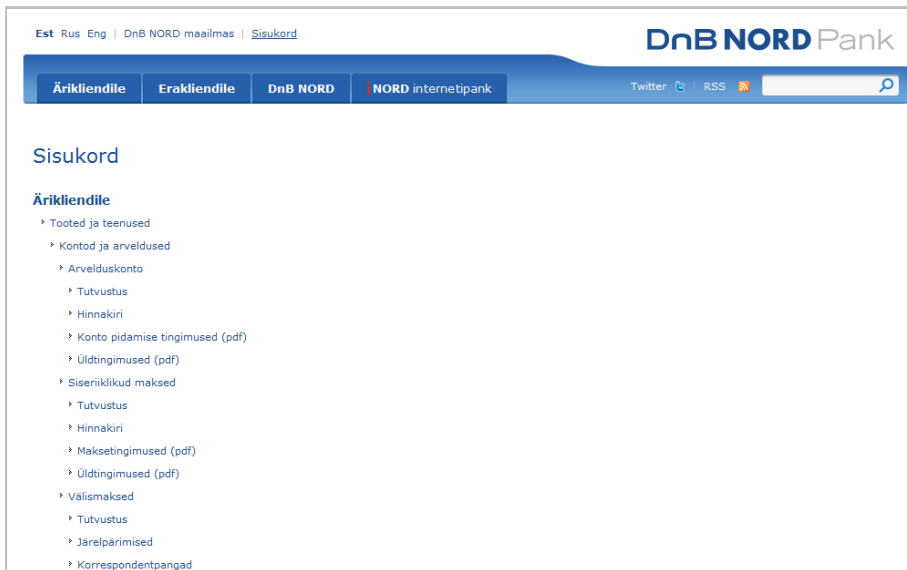 Est Rus Eng | DnB NORD maailmas | Sisukord
DnB NORD Pank
Ärikliendile Erakliendile DnB NORD iNORD internetipank Twitter RSS
Sisukord
Ärikliendile
Tooted ja teenused
Kontod ja arveldused
Arvelduskonto
Tutvustus
Hinnakiri
Konto pidamise tingimused (pdf)
Üldtingimused (pdf)
Siseriiklikud maksed
Tutvustus
Hinnakiri
Maksetingimused (pdf)
Üldtingimused (pdf)
Välismaksed
Tutvustus
Järelpärimised
Korrespondentpangad